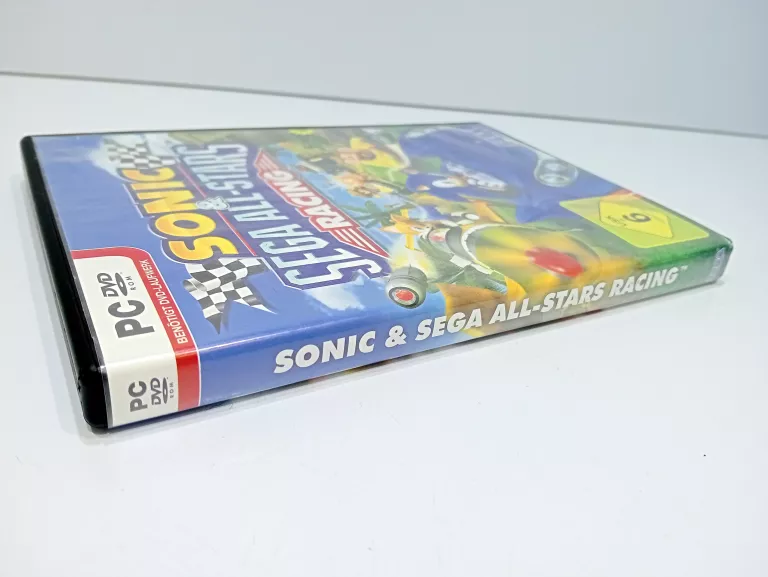 SONIC
&
SEGA ALL-STARS
RACING
6
PC
DVD
ROM
BENÖTIGT DVD-LAUFWERK
PC
DVD
ROM
SONIC & SEGA ALL-STARS RACING™